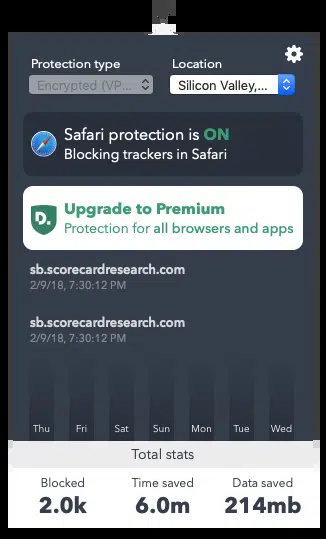 Protection type
Location
Encrypted (VP...
Silicon Valley,...
Safari protection is ON
Blocking trackers in Safari
D.
Upgrade to Premium
Protection for all browsers and apps
sb.scorecardresearch.com
2/9/18, 7:30:12 PM
sb.scorecardresearch.com
2/9/18, 7:30:12 PM
Thu Fri Sat Sun Mon Tue Wed
Total stats
Blocked Time saved Data saved
2.0k 6.0m 214mb